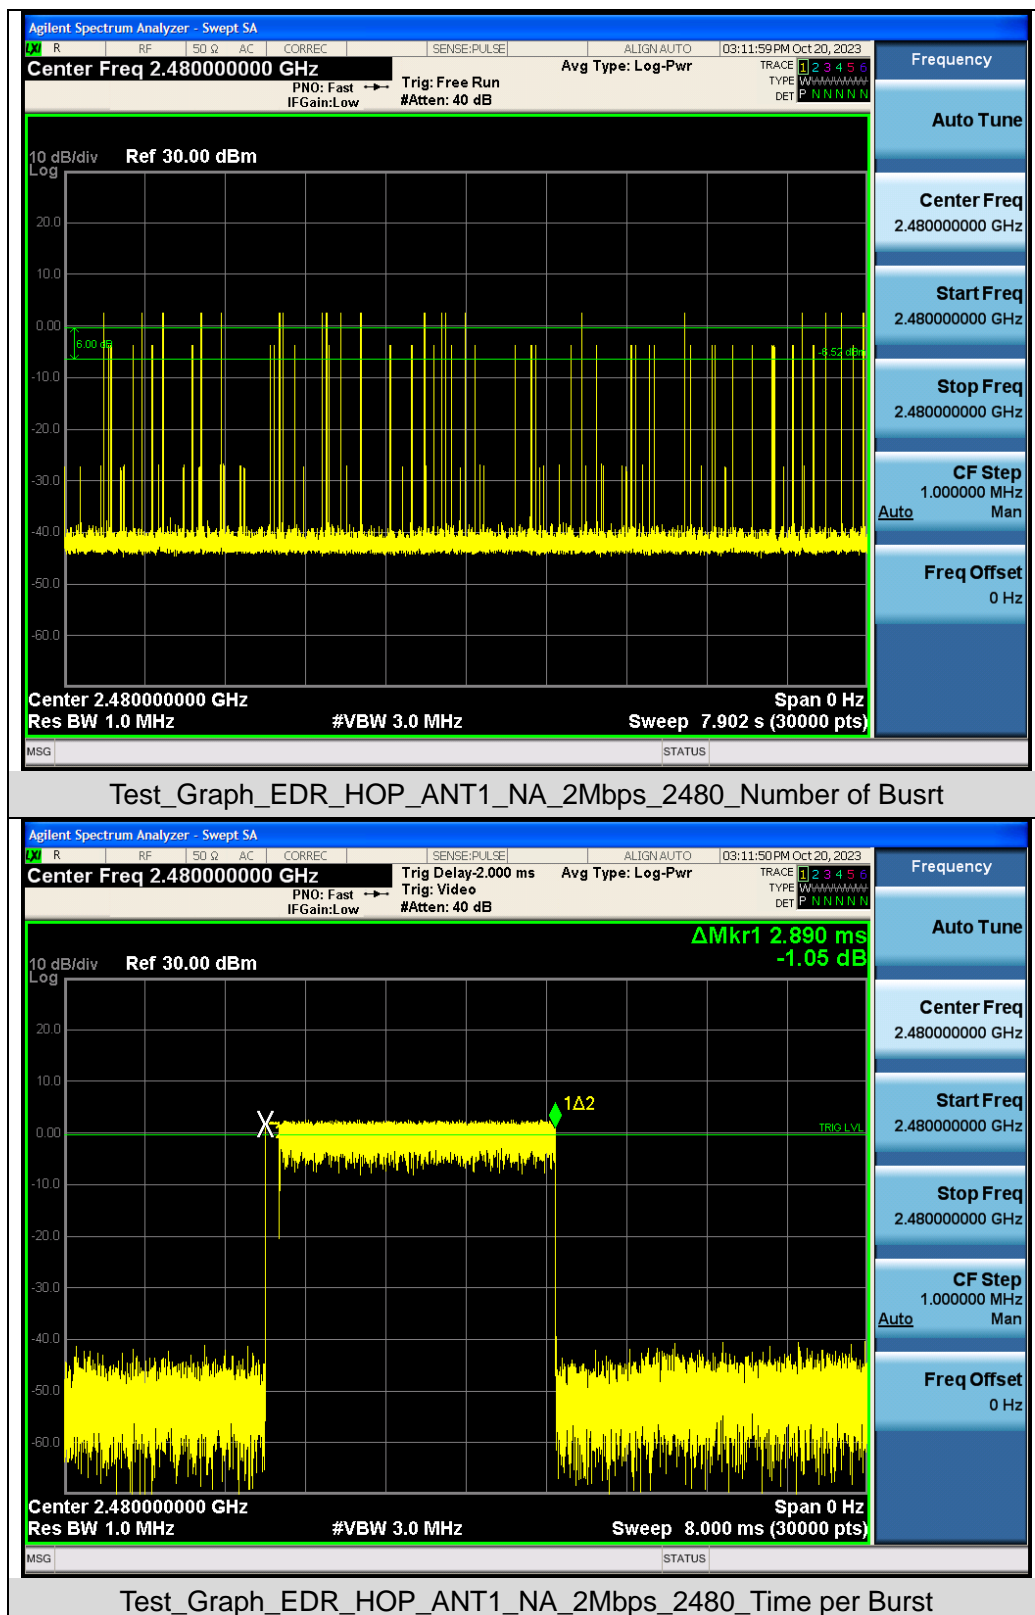 Agilent Spectrum Analyzer - Swept SA
LXI R RF 50 Ω AC CORREC SENSE:PULSE ALIGN AUTO 03:11:59 PM Oct 20, 2023
Center Freq 2.480000000 GHz
PNO: Fast
IFGain:Low
Trig: Free Run
#Atten: 40 dB
Avg Type: Log-Pwr
TRACE 1 2 3 4 5 6
TYPE W
DET P N N N N N
Frequency
Auto Tune
Center Freq
2.480000000 GHz
Start Freq
2.480000000 GHz
Stop Freq
2.480000000 GHz
CF Step
1.000000 MHz
Auto Man
Freq Offset
0 Hz
10 dB/div Ref 30.00 dBm
Log
20.0
10.0
0.00
6.00 dB
-6.52 dBm
-10.0
-20.0
-30.0
-40.0
-50.0
-60.0
Center 2.480000000 GHz Span 0 Hz
Res BW 1.0 MHz #VBW 3.0 MHz Sweep 7.902 s (30000 pts)
MSG STATUS
Test_Graph_EDR_HOP_ANT1_NA_2Mbps_2480_Number of Busrt
Agilent Spectrum Analyzer - Swept SA
LXI R RF 50 Ω AC CORREC SENSE:PULSE ALIGN AUTO 03:11:50 PM Oct 20, 2023
Center Freq 2.480000000 GHz
PNO: Fast
IFGain:Low
Trig Delay-2.000 ms
Trig: Video
#Atten: 40 dB
Avg Type: Log-Pwr
TRACE 1 2 3 4 5 6
TYPE W
DET P N N N N N
Frequency
Auto Tune
Center Freq
2.480000000 GHz
Start Freq
2.480000000 GHz
Stop Freq
2.480000000 GHz
CF Step
1.000000 MHz
Auto Man
Freq Offset
0 Hz
ΔMkr1 2.890 ms
-1.05 dB
10 dB/div Ref 30.00 dBm
Log
20.0
10.0
1Δ2
0.00
TRIG LVL
-10.0
-20.0
-30.0
-40.0
-50.0
-60.0
Center 2.480000000 GHz Span 0 Hz
Res BW 1.0 MHz #VBW 3.0 MHz Sweep 8.000 ms (30000 pts)
MSG STATUS
Test_Graph_EDR_HOP_ANT1_NA_2Mbps_2480_Time per Burst